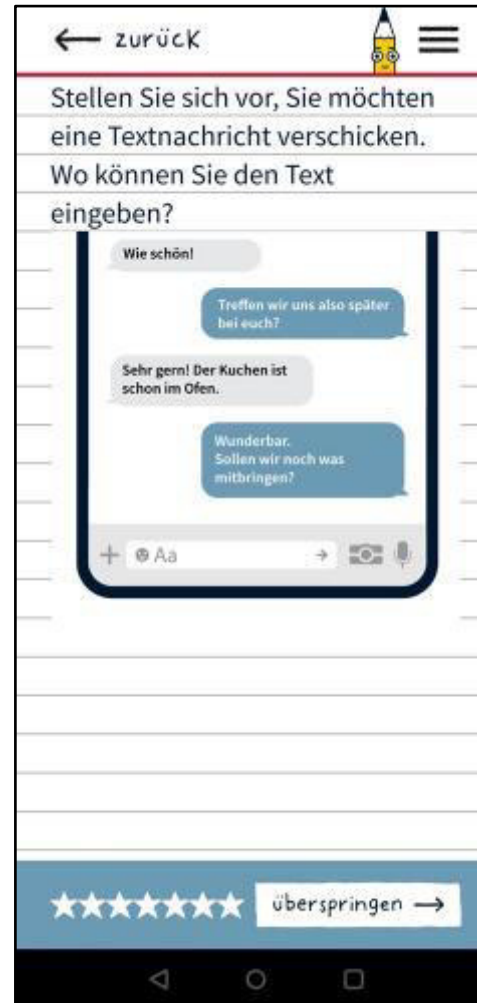 zurück
Stellen Sie sich vor, Sie möchten
eine Textnachricht verschicken.
Wo können Sie den Text
eingeben?
Wie schön!
Treffen wir uns also später
bei euch?
Sehr gern! Der Kuchen ist
schon im Ofen.
Wunderbar.
Sollen wir noch was
mitbringen?
Aa
überspringen